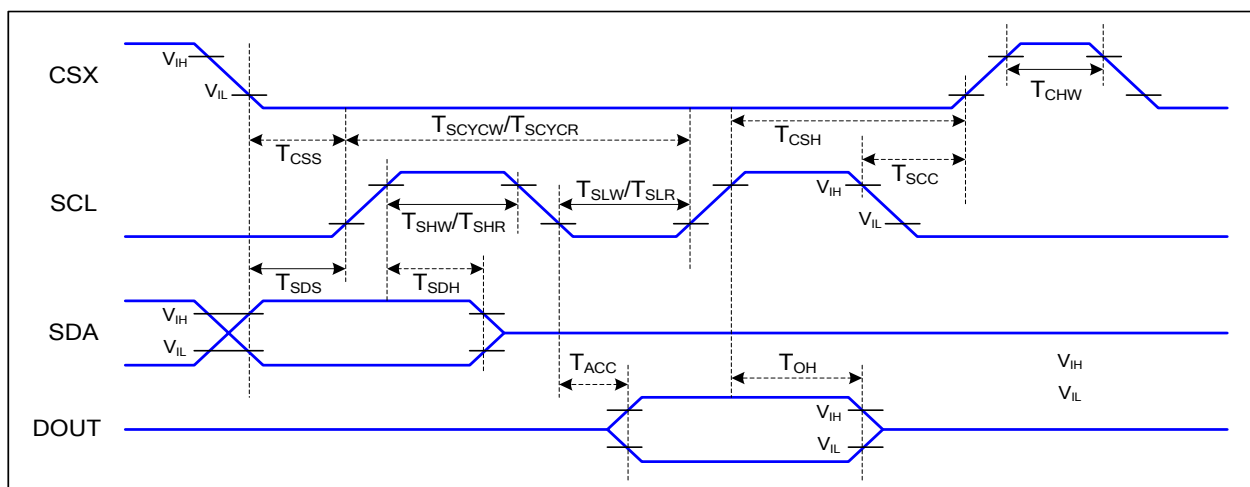 CSX
VIH
VIL
TCHW
TCSS
TSCYCW/TSCYCR
TCSH
TSCC
SCL
TSHW/TSHR
TSLW/TSLR
VIH
VIL
TSDS
TSDH
SDA
VIH
VIL
TACC
TOH
VIH
VIL
DOUT
VIH
VIL